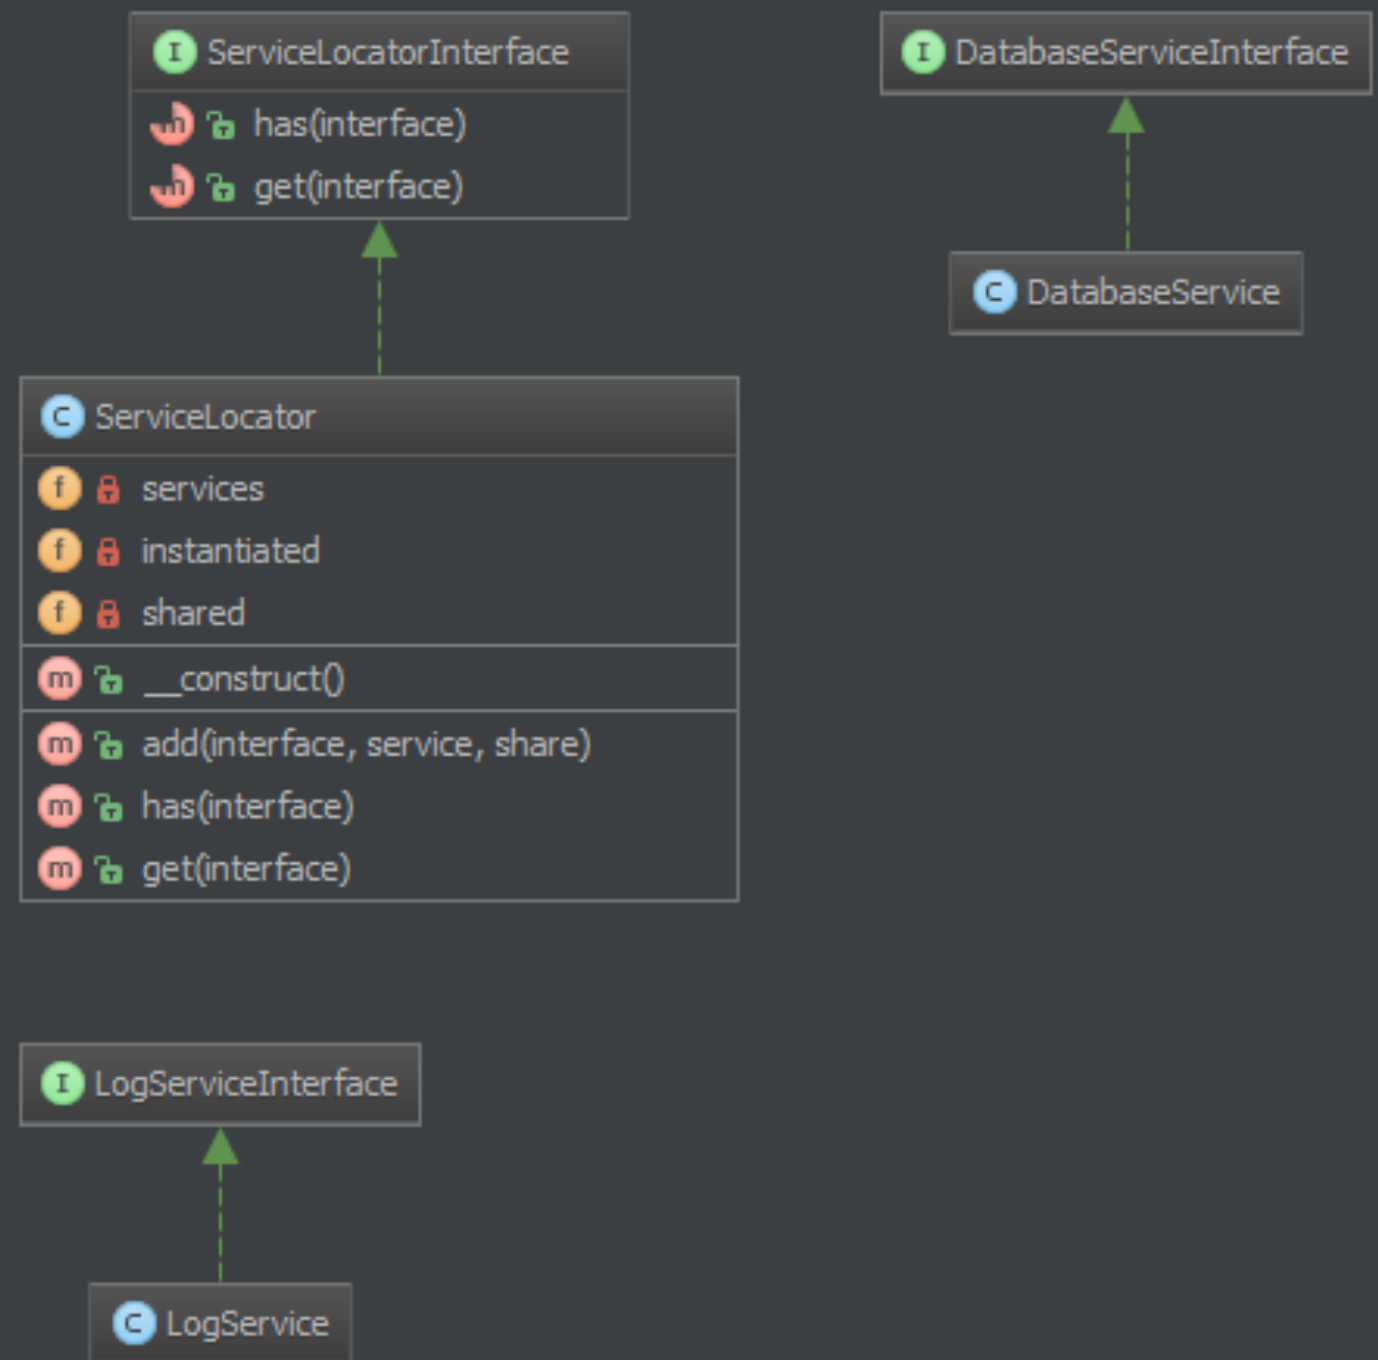 ServiceLocatorInterface
has(interface)
get(interface)
DatabaseServiceInterface
DatabaseService
ServiceLocator
services
instantiated
shared
__construct()
add(interface, service, share)
has(interface)
get(interface)
LogServiceInterface
LogService